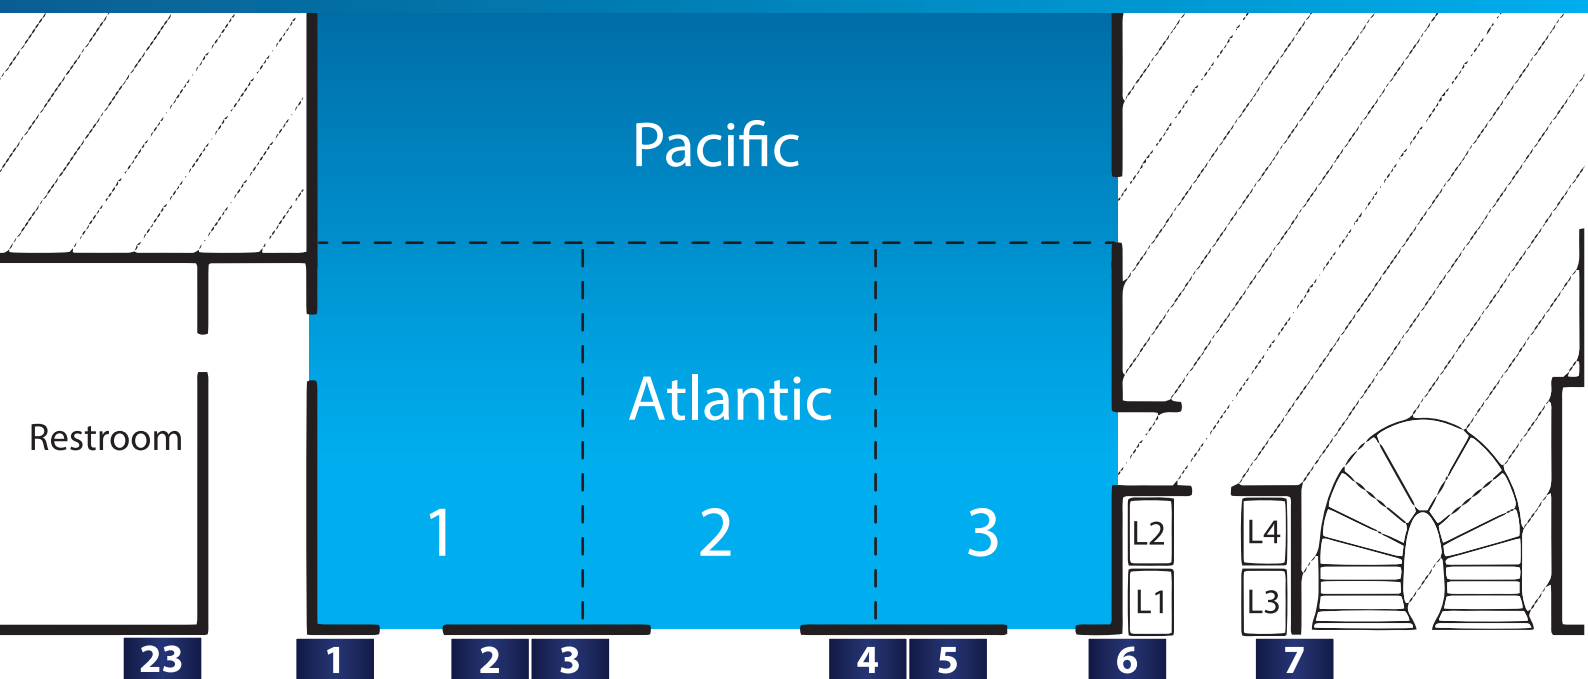 Pacific
Atlantic
Restroom
1 2 3
L2 L4
L1 L3
23 1 2 3 4 5 6 7